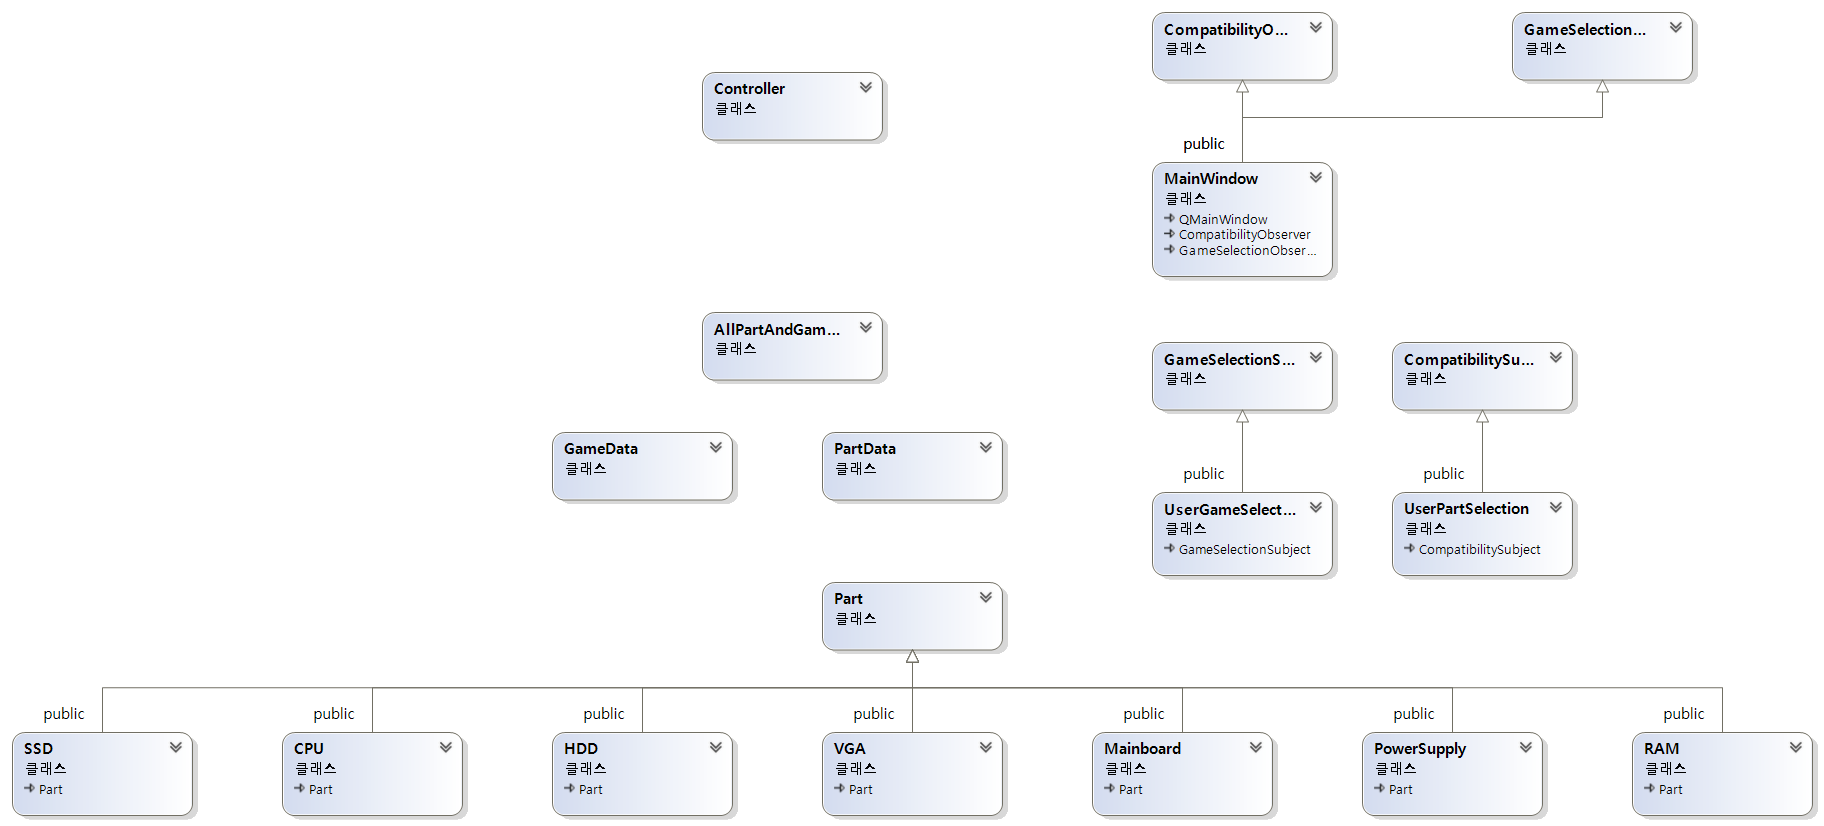 CompatibilityO...
클래스
GameSelection...
클래스
Controller
클래스
public
MainWindow
클래스
QMainWindow
CompatibilityObserver
GameSelectionObser...
AllPartAndGam...
클래스
GameSelectionS...
클래스
CompatibilitySu...
클래스
GameData
클래스
PartData
클래스
public
public
UserGameSelect...
클래스
GameSelectionSubject
UserPartSelection
클래스
CompatibilitySubject
Part
클래스
public
public
public
public
public
public
public
SSD
클래스
Part
CPU
클래스
Part
HDD
클래스
Part
VGA
클래스
Part
Mainboard
클래스
Part
PowerSupply
클래스
Part
RAM
클래스
Part